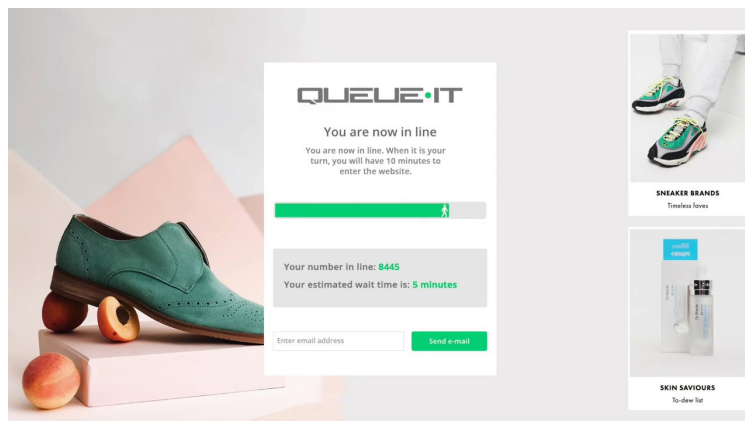 QUEUE-IT
You are now in line
You are now in line. When it is your
turn, you will have 10 minutes to
enter the website.
Your number in line: 8445
Your estimated wait time is: 5 minutes
Enter email address
Send e-mail
SNEAKER BRANDS
Timeless faves
SKIN SAVIOURS
To-dew list